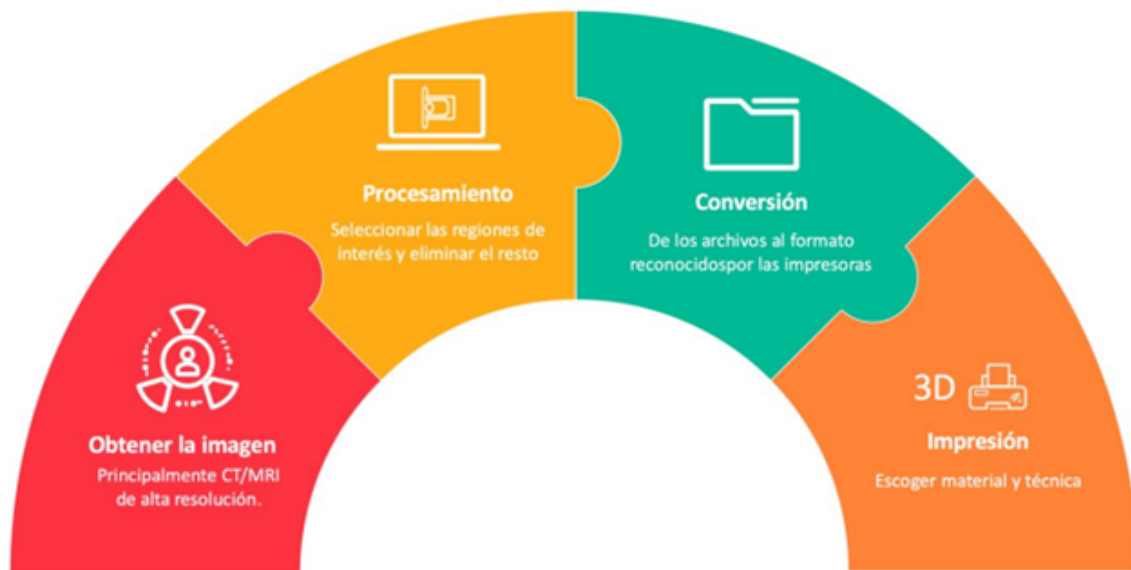 Obtener la imagen
Principalmente CT/MRI
de alta resolución.
Procesamiento
Seleccionar las regiones de
interés y eliminar el resto
Conversión
De los archivos al formato
reconocidospor las impresoras
3D
Impresión
Escoger material y técnica